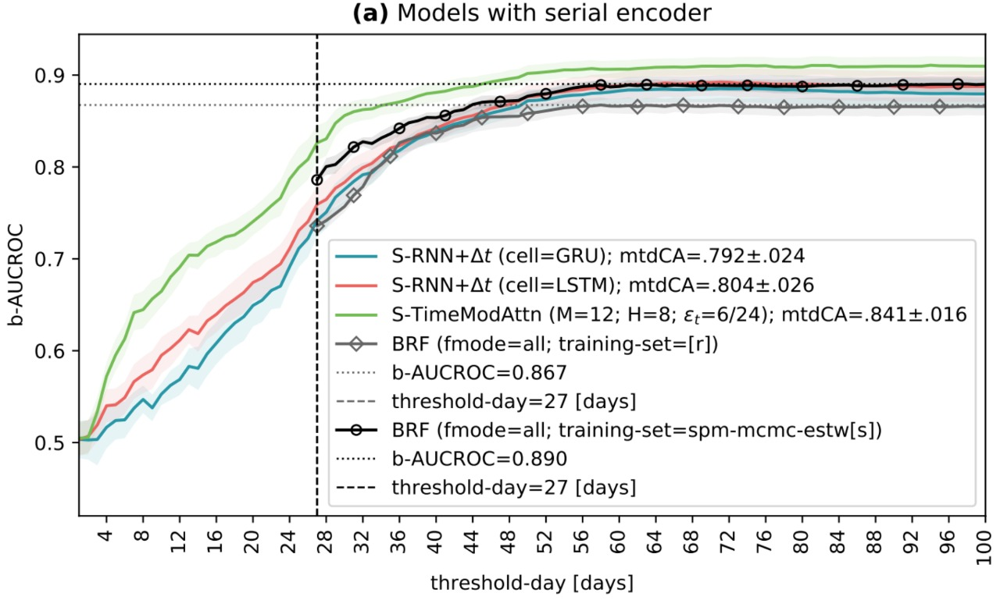 (a) Models with serial encoder
b-AUCROC
0.9
0.8
0.7
0.6
0.5
S-RNN+Δt (cell=GRU); mtdCA=.792±.024
S-RNN+Δt (cell=LSTM); mtdCA=.804±.026
S-TimeModAttn (M=12; H=8; εₜ=6/24); mtdCA=.841±.016
BRF (fmode=all; training-set=[r])
b-AUCROC=0.867
threshold-day=27 [days]
BRF (fmode=all; training-set=spm-mcmc-estw[s])
b-AUCROC=0.890
threshold-day=27 [days]
4 8 12 16 20 24 28 32 36 40 44 48 52 56 60 64 68 72 76 80 84 88 92 96 100
threshold-day [days]